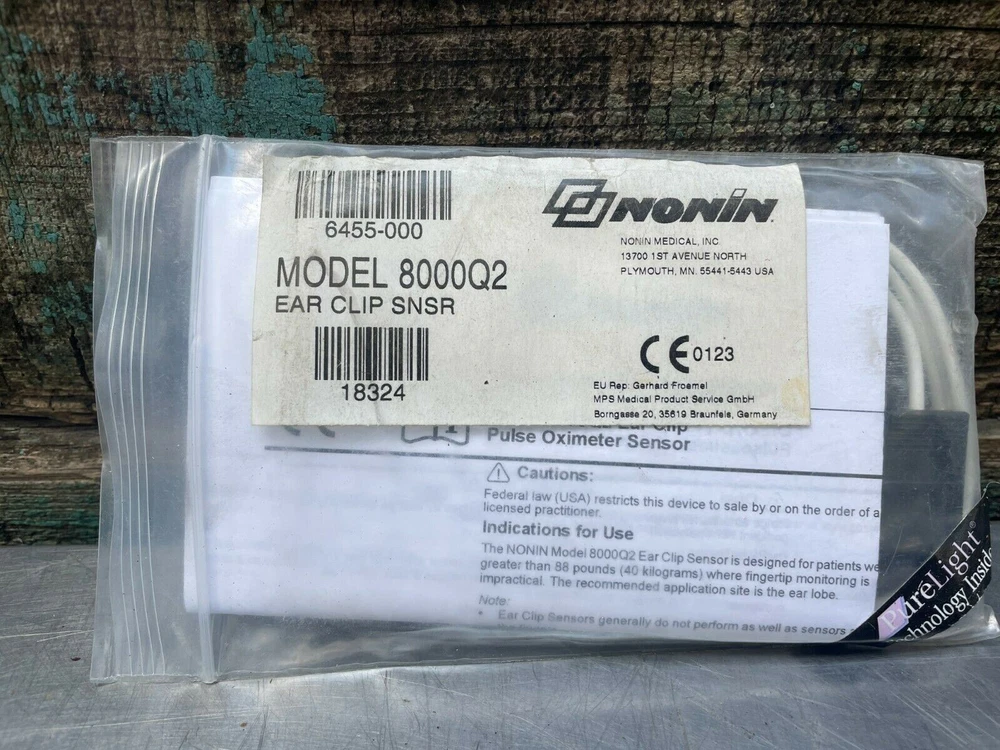 6455-000
MODEL 8000Q2
EAR CLIP SNSR
18324
NONIN
NONIN MEDICAL, INC
13700 1ST AVENUE NORTH
PLYMOUTH, MN. 55441-5443 USA
CE 0123
EU Rep: Gerhard Froemel
MPS Medical Product Service GmbH
Borngasse 20, 35619 Braunfels, Germany
Ear Clip
Pulse Oximeter Sensor
Cautions:
Federal law (USA) restricts this device to sale by or on the order of a
licensed practitioner.
Indications for Use
The NONIN Model 8000Q2 Ear Clip Sensor is designed for patients we
greater than 88 pounds (40 kilograms) where fingertip monitoring is
impractical. The recommended application site is the ear lobe.
Note:
* Ear Clip Sensors generally do not perform as well as sensors
PureLight®
Technology Inside